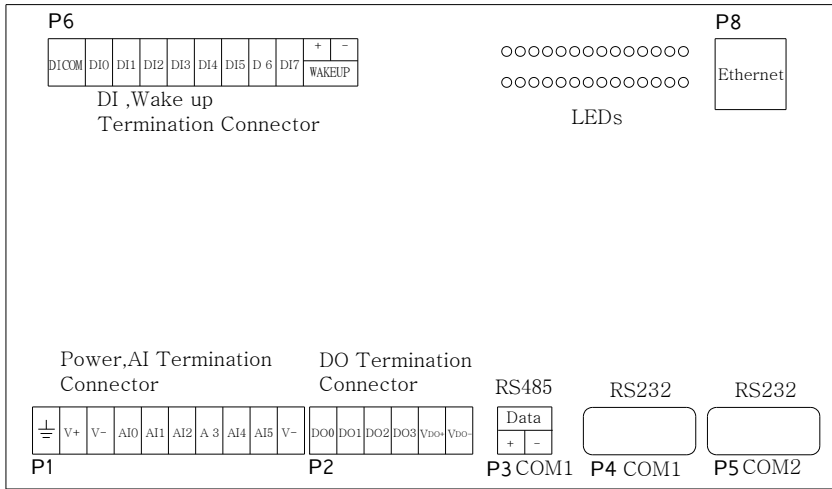 P6
P8
DICOM DI0 DI1 DI2 DI3 DI4 DI5 D 6 DI7 + -
WAKEUP
Ethernet
DI ,Wake up
Termination Connector
LEDs
Power,AI Termination
Connector
DO Termination
Connector
RS485
RS232
RS232
V+ V- AI0 AI1 AI2 A 3 AI4 AI5 V-
DO0 DO1 DO2 DO3 VDO+ VDO-
Data
+ -
P1
P2
P3 COM1
P4 COM1
P5 COM2